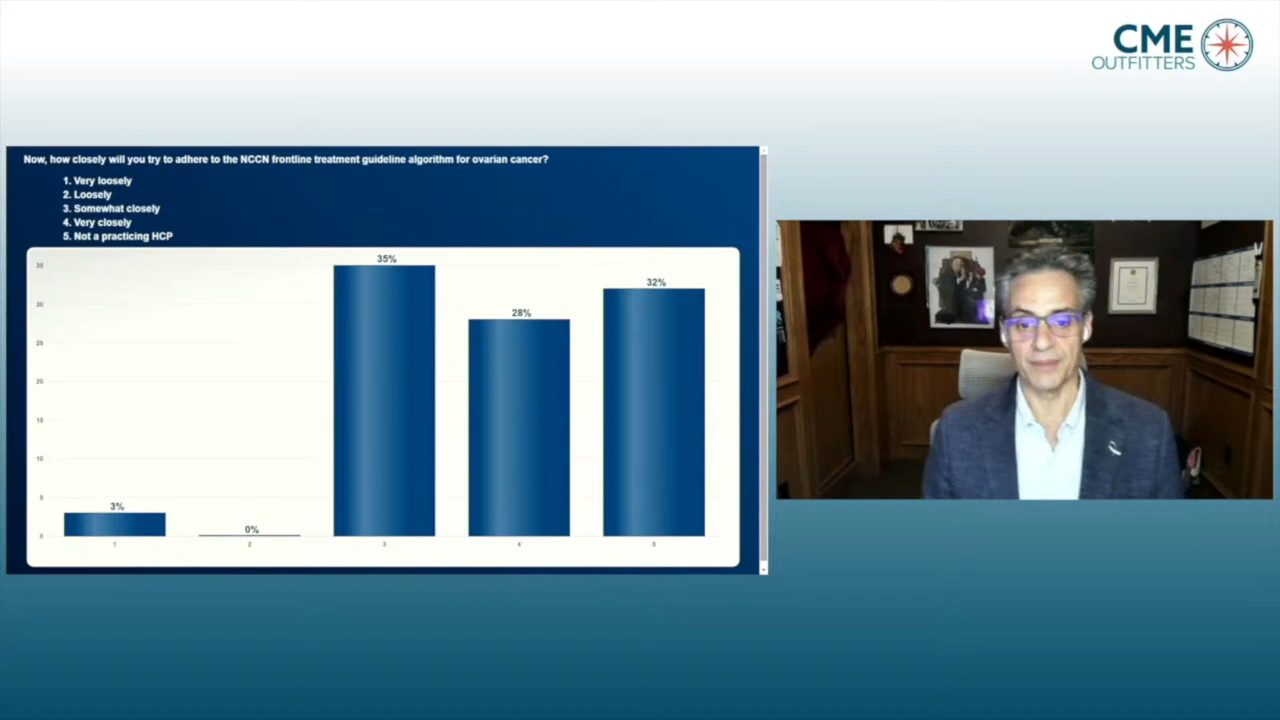 CME
OUTFITTERS
Now, how closely will you try to adhere to the NCCN frontline treatment guideline algorithm for ovarian cancer?
1. Very loosely
2. Loosely
3. Somewhat closely
4. Very closely
5. Not a practicing HCP
35
30
25
20
15
10
5
0
3%
0%
35%
28%
32%
1
2
3
4
5